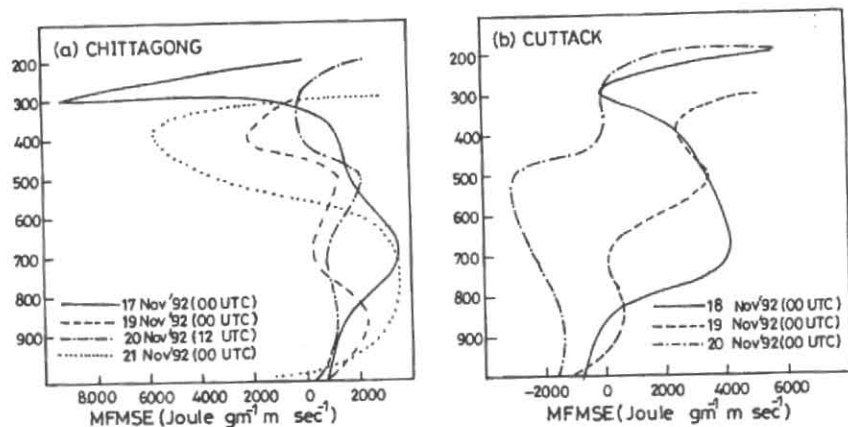 (a) CHITTAGONG
200
300
400
500
600
700
800
900
17 Nov'92 (00 UTC)
19 Nov'92 (00 UTC)
20 Nov'92 (12 UTC)
21 Nov'92 (00 UTC)
8000 6000 4000 2000 0 2000
MFMSE (Joule gm⁻¹ m sec⁻¹)
(b) CUTTACK
200
300
400
500
600
700
800
900
18 Nov'92 (00 UTC)
19 Nov'92 (00 UTC)
20 Nov'92 (00 UTC)
-2000 0 2000 4000 6000 8000
MFMSE (Joule gm⁻¹ m sec⁻¹)